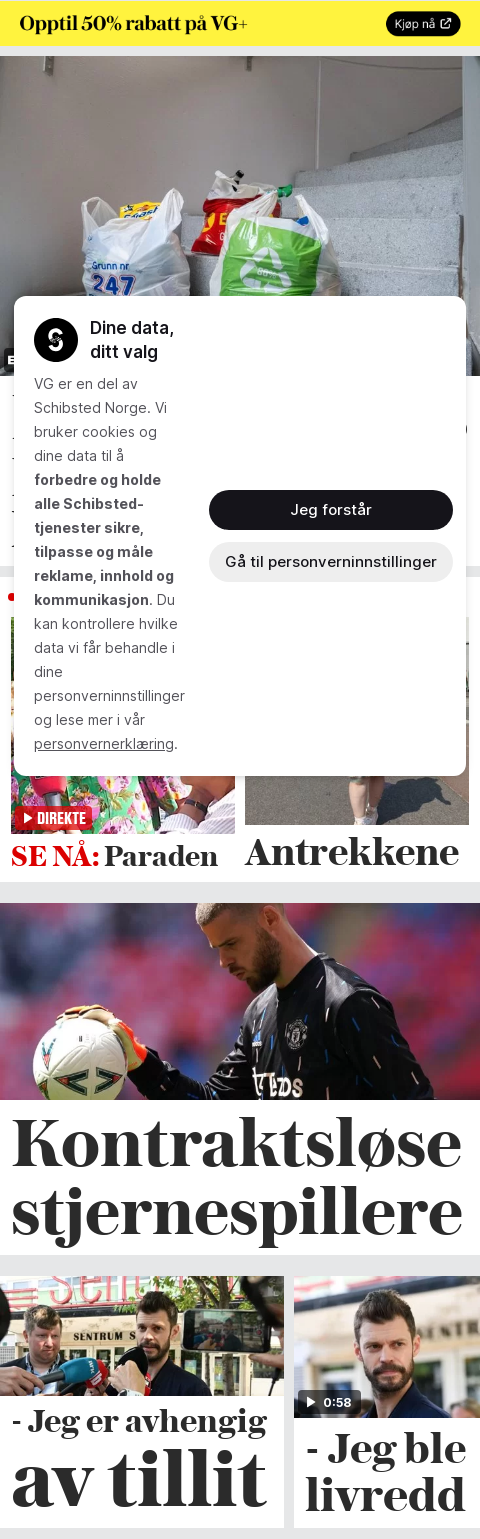 Opptil 50% rabatt på VG+
Kjøp nå
Grunn nr
247
Dine data,
ditt valg
VG er en del av
Schibsted Norge. Vi
bruker cookies og
dine data til å
forbedre og holde
alle Schibsted-
tjenester sikre,
tilpasse og måle
reklame, innhold og
kommunikasjon. Du
kan kontrollere hvilke
data vi får behandle i
dine
personverninnstillinger
og lese mer i vår
personvernerklæring.
Jeg forstår
Gå til personverninnstillinger
DIREKTE
SE NÅ: Paraden
Antrekkene
Kontraktsløse
stjernespillere
SENTRUM S
- Jeg er avhengig
av tillit
0:58
- Jeg ble
livredd